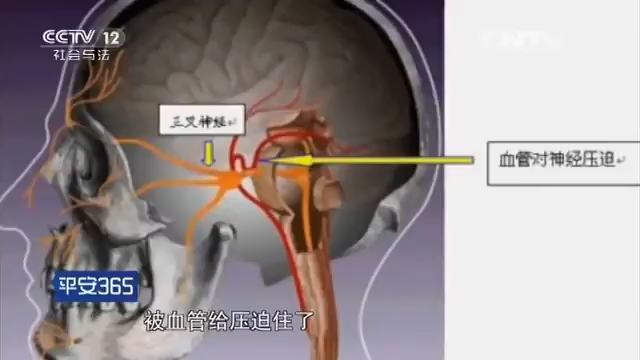 CCTV 12
社会与法
三叉神经
血管对神经压迫
平安365
被血管给压迫住了